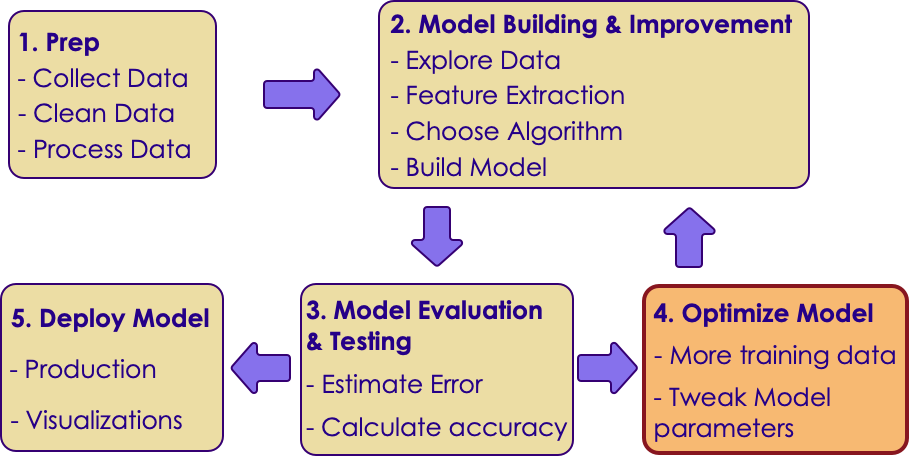 1. Prep
- Collect Data
- Clean Data
- Process Data
2. Model Building & Improvement
- Explore Data
- Feature Extraction
- Choose Algorithm
- Build Model
3. Model Evaluation
& Testing
- Estimate Error
- Calculate accuracy
4. Optimize Model
- More training data
- Tweak Model
parameters
5. Deploy Model
- Production
- Visualizations